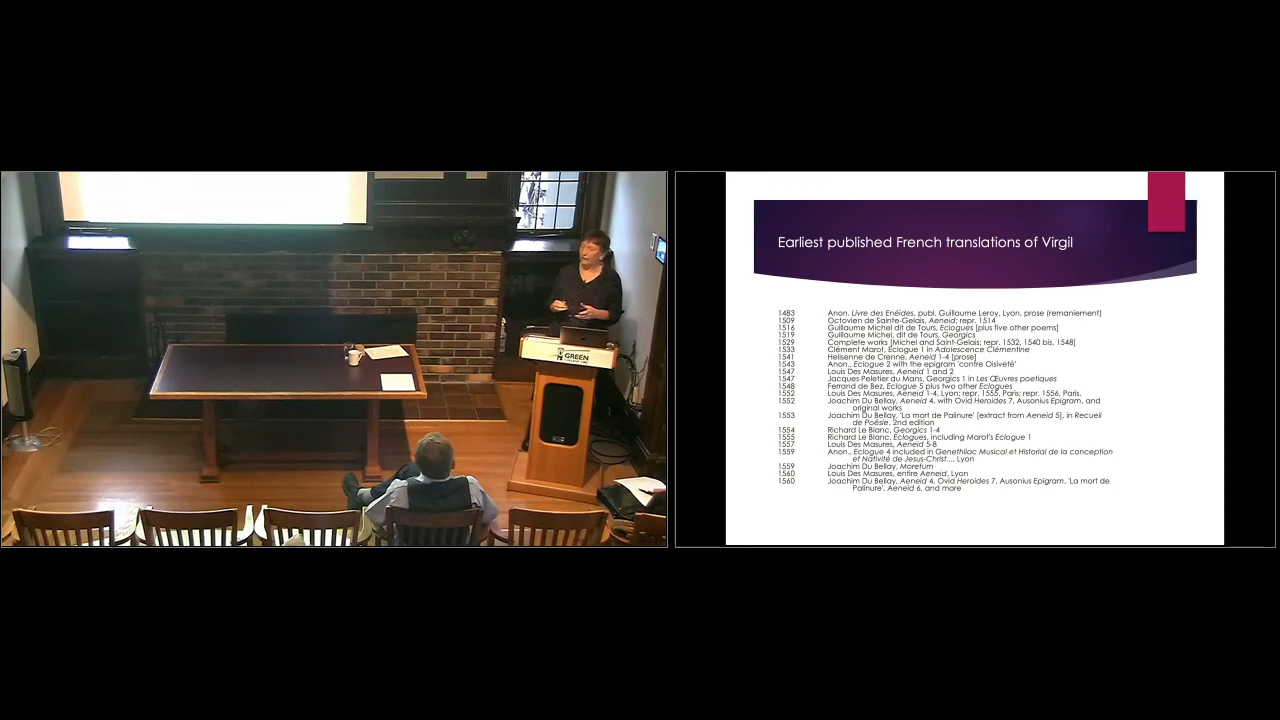 GREEN
Earliest published French translations of Virgil
1483 Anon. Livre des Enéides, publ. Guillaume Leroy, Lyon, prose (remaniement)
1509 Octovien de Sainte-Gelais, Aeneid; repr. 1514
1516 Guillaume Michel dit de Tours, Eclogues [plus five other poems]
1519 Guillaume Michel, dit de Tours, Georgics
1529 Complete works [Michel and Saint-Gelais; repr. 1532, 1540 bis, 1548]
1533 Clément Marot, Eclogue 1 in Adolescence Clémentine
1541 Helisenne de Crenne, Aeneid 1-4 [prose]
1543 Anon., Eclogue 2 with the epigram 'contre Oisiveté'
1547 Louis Des Masures, Aeneid 1 and 2
1547 Jacques Peletier du Mans, Georgics 1 in Les Œuvres poetiques
1548 Ferrand de Bez, Eclogue 5 plus two other Eclogues
1552 Louis Des Masures, Aeneid 1-4, Lyon; repr. 1555, Paris; repr. 1556, Paris,
1552 Joachim Du Bellay, Aeneid 4, with Ovid Heroides 7, Ausonius Epigram, and
original works
1553 Joachim Du Bellay, 'La mort de Palinure' (extract from Aeneid 5), in Recueil
de Poësie, 2nd edition
1554 Richard Le Blanc, Georgics 1-4
1555 Richard Le Blanc, Eclogues, including Marot's Eclogue 1
1557 Louis Des Masures, Aeneid 5-8
1559 Anon., Eclogue 4 included in Genethliac Musical et Historial de la conception
et Nativité de Jesus-Christ..., Lyon
1559 Joachim Du Bellay, Moretum
1560 Louis Des Masures, entire Aeneid, Lyon
1560 Joachim Du Bellay, Aeneid 4, Ovid Heroides 7, Ausonius Epigram, 'La mort de
Palinure', Aeneid 6, and more